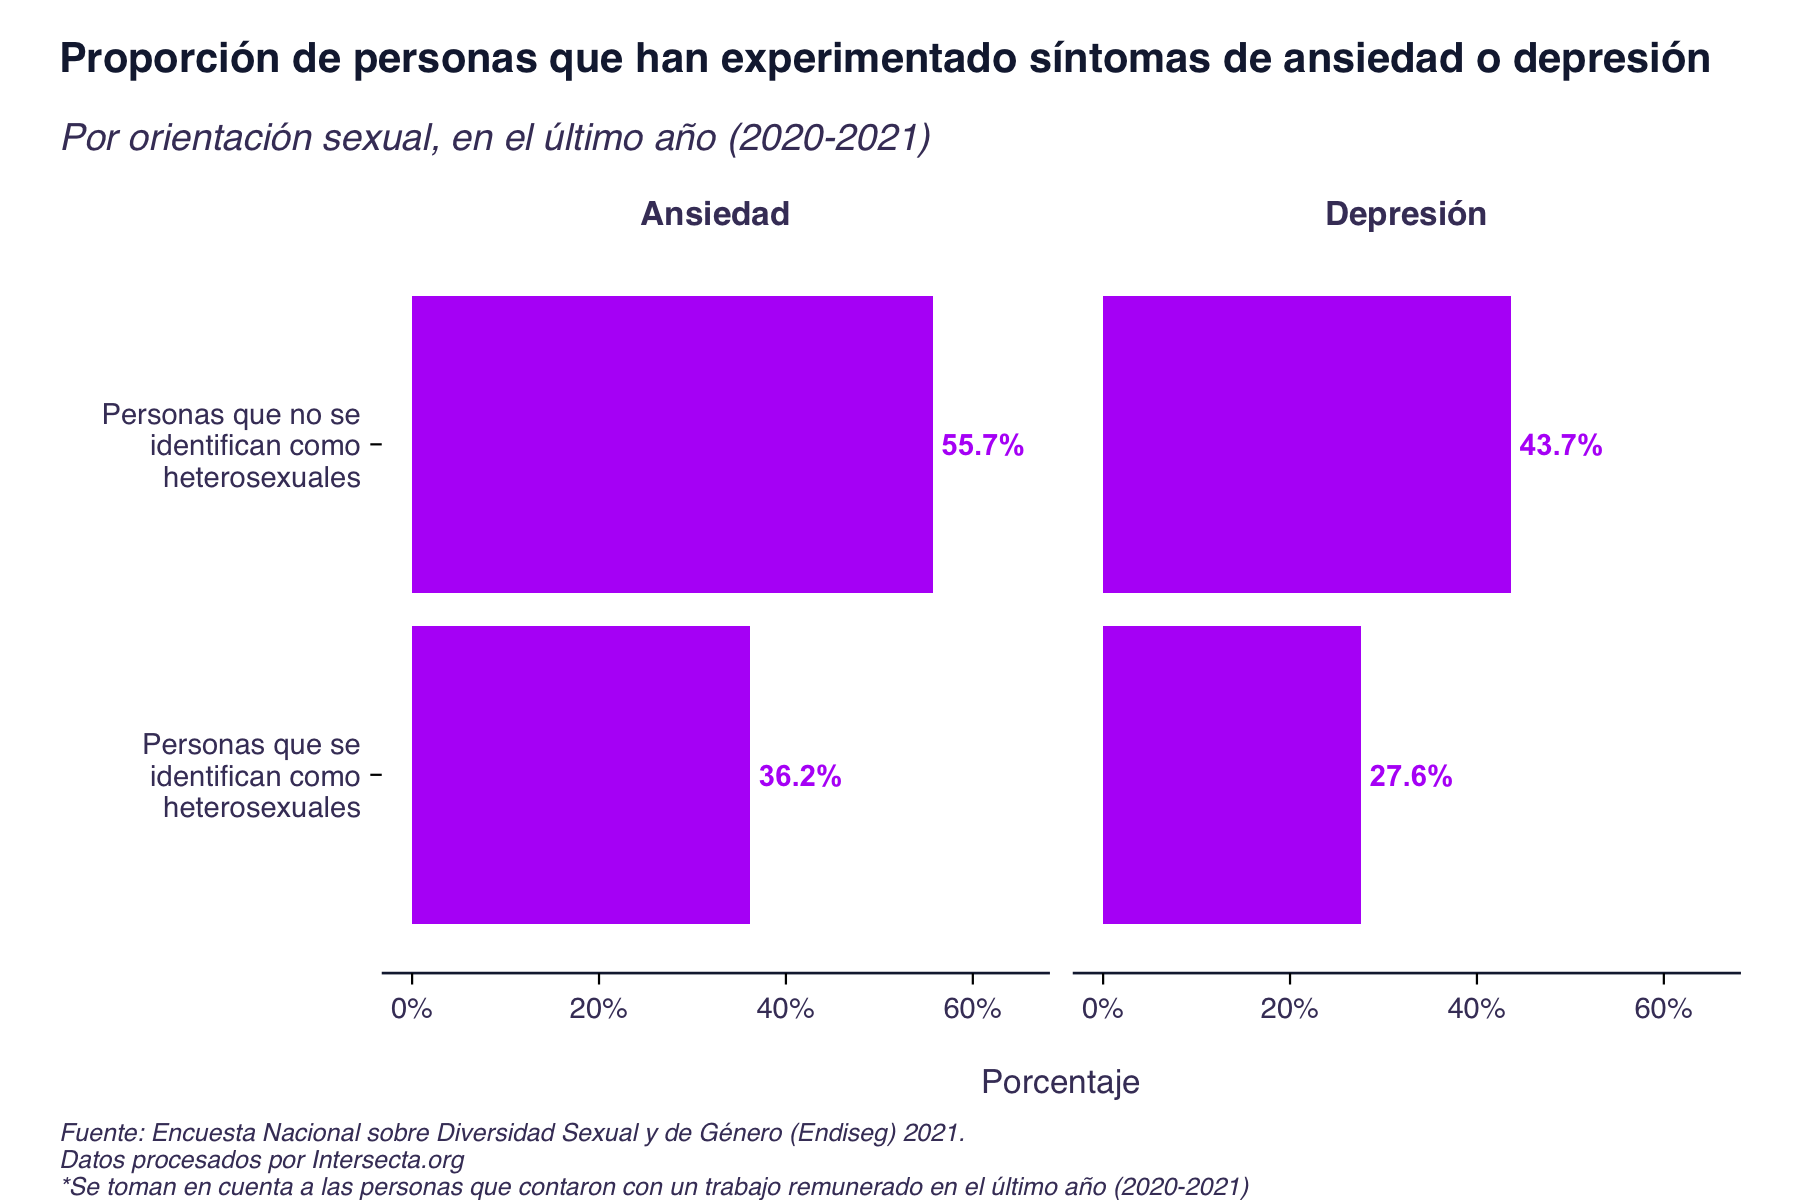 Proporción de personas que han experimentado síntomas de ansiedad o depresión
Por orientación sexual, en el último año (2020-2021)
Ansiedad
Depresión
Personas que no se
identifican como
heterosexuales
55.7%
43.7%
Personas que se
identifican como
heterosexuales
36.2%
27.6%
0% 20% 40% 60%
0% 20% 40% 60%
Porcentaje
Fuente: Encuesta Nacional sobre Diversidad Sexual y de Género (Endiseg) 2021.
Datos procesados por Intersecta.org
*Se toman en cuenta a las personas que contaron con un trabajo remunerado en el último año (2020-2021)